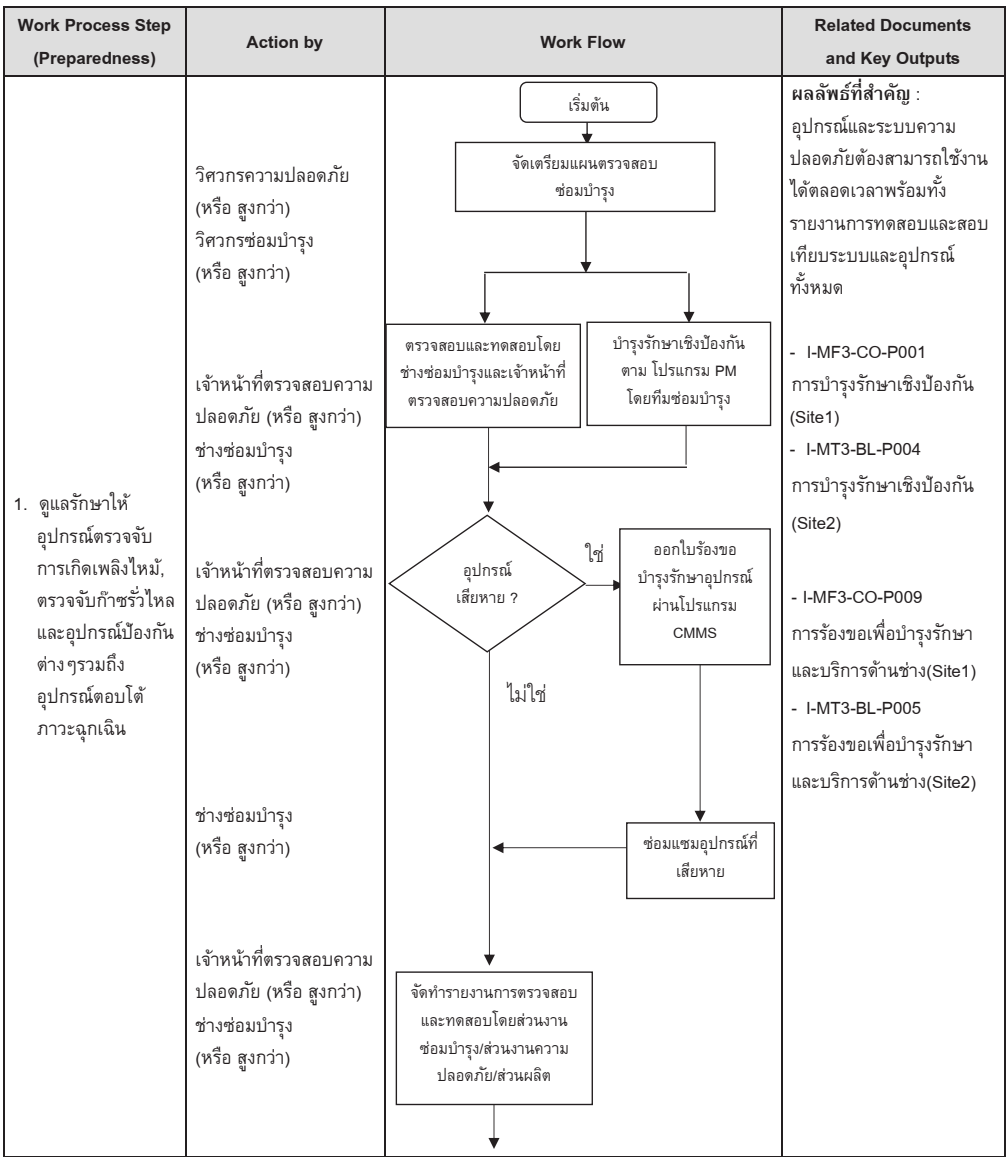 Work Process Step
(Preparedness)
Action by
Work Flow
Related Documents
and Key Outputs
1. ดูแลรักษาให้
อุปกรณ์ตรวจจับ
การเกิดเพลิงไหม้,
ตรวจจับก๊าซรั่วไหล
และอุปกรณ์ป้องกัน
ต่างๆรวมถึง
อุปกรณ์ตอบโต้
ภาวะฉุกเฉิน
วิศวกรความปลอดภัย
(หรือ สูงกว่า)
วิศวกรซ่อมบำรุง
(หรือ สูงกว่า)
เจ้าหน้าที่ตรวจสอบความ
ปลอดภัย (หรือ สูงกว่า)
ช่างซ่อมบำรุง
(หรือ สูงกว่า)
เจ้าหน้าที่ตรวจสอบความ
ปลอดภัย (หรือ สูงกว่า)
ช่างซ่อมบำรุง
(หรือ สูงกว่า)
ช่างซ่อมบำรุง
(หรือ สูงกว่า)
เจ้าหน้าที่ตรวจสอบความ
ปลอดภัย (หรือ สูงกว่า)
ช่างซ่อมบำรุง
(หรือ สูงกว่า)
เริ่มต้น
จัดเตรียมแผนตรวจสอบ
ซ่อมบำรุง
ตรวจสอบและทดสอบโดย
ช่างซ่อมบำรุงและเจ้าหน้าที่
ตรวจสอบความปลอดภัย
บำรุงรักษาเชิงป้องกัน
ตาม โปรแกรม PM
โดยทีมซ่อมบำรุง
อุปกรณ์
เสียหาย ?
ใช่
ออกใบร้องขอ
บำรุงรักษาอุปกรณ์
ผ่านโปรแกรม
CMMS
ไม่ใช่
ซ่อมแซมอุปกรณ์ที่
เสียหาย
จัดทำรายงานการตรวจสอบ
และทดสอบโดยส่วนงาน
ซ่อมบำรุง/ส่วนงานความ
ปลอดภัย/ส่วนผลิต
ผลลัพธ์ที่สำคัญ :
อุปกรณ์และระบบความ
ปลอดภัยต้องสามารถใช้งาน
ได้ตลอดเวลาพร้อมทั้ง
รายงานการทดสอบและสอบ
เทียบระบบและอุปกรณ์
ทั้งหมด
- I-MF3-CO-P001
การบำรุงรักษาเชิงป้องกัน
(Site1)
- I-MT3-BL-P004
การบำรุงรักษาเชิงป้องกัน
(Site2)
- I-MF3-CO-P009
การร้องขอเพื่อบำรุงรักษา
และบริการด้านช่าง(Site1)
- I-MT3-BL-P005
การร้องขอเพื่อบำรุงรักษา
และบริการด้านช่าง(Site2)